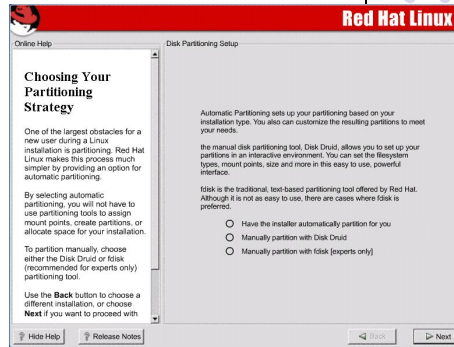 Red Hat Linux
Online Help
Choosing Your
Partitioning
Strategy
One of the largest obstacles for a
new user during a Linux
installation is partitioning. Red Hat
Linux makes this process much
simpler by providing an option for
automatic partitioning.
By selecting automatic
partitioning, you will not have to
use partitioning tools to assign
mount points, create partitions, or
allocate space for your installation.
To partition manually, choose
either the Disk Druid or fdisk
(recommended for experts only)
partitioning tool.
Use the Back button to choose a
different installation, or choose
Next if you want to proceed with
Disk Partitioning Setup
Automatic Partitioning sets up your partitioning based on your
installation type. You also can customize the resulting partitions to meet
your needs.
the manual disk partitioning tool, Disk Druid, allows you to set up your
partitions in an interactive environment. You can set the filesystem
types, mount points, size and more in this easy to use, powerful
interface.
fdisk is the traditional, text-based partitioning tool offered by Red Hat.
Although it is not as easy to use, there are cases where fdisk is
preferred.
Have the installer automatically partition for you
Manually partition with Disk Druid
Manually partition with fdisk [experts only]
Hide Help
Release Notes
Back
Next